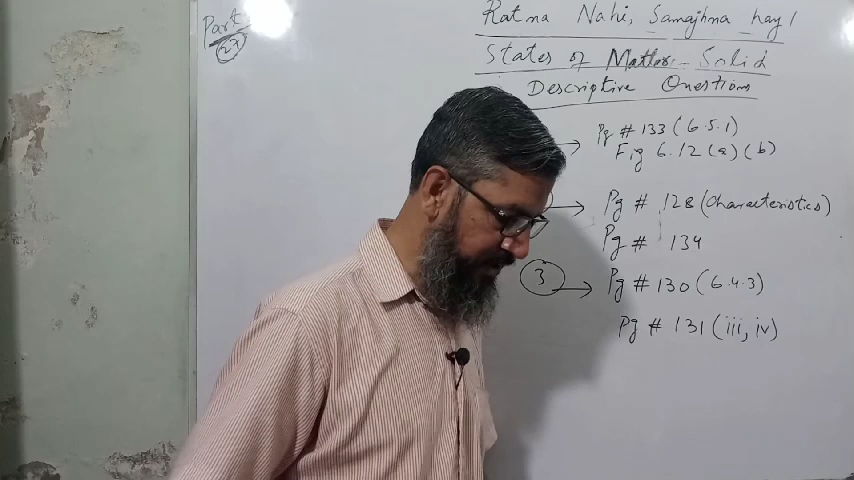 Part
27
Ratna Nahi, Samajhna hay!
States of Matter - Solid
Descriptive Questions
→ Pg # 133 (6.5.1)
Fig 6.12 (a) (b)
→ Pg # 128 (Characteristics)
Pg # 134
3 → Pg # 130 (6.4.3)
Pg # 131 (iii, iv)